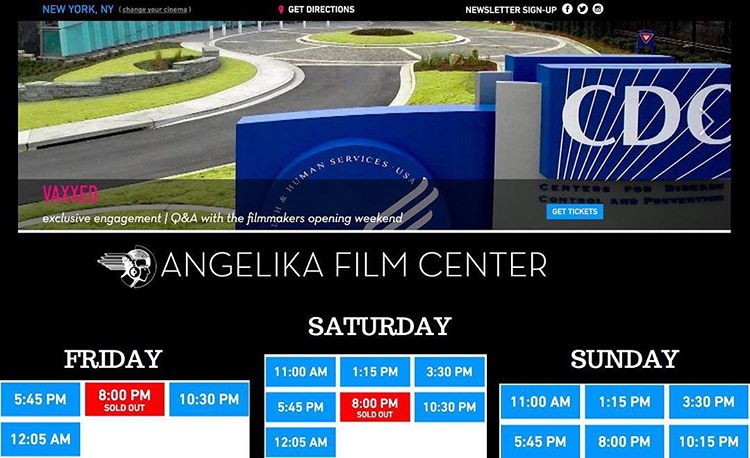 NEW YORK, NY ( change your cinema )
GET DIRECTIONS
NEWSLETTER SIGN-UP
CDC
HUMAN SERVICES · USA
CENTERS FOR DISEASE
CONTROL AND PREVENTION
VAXXED
exclusive engagement | Q&A with the filmmakers opening weekend
GET TICKETS
ANGELIKA FILM CENTER
FRIDAY
5:45 PM
8:00 PM
SOLD OUT
10:30 PM
12:05 AM
SATURDAY
11:00 AM
1:15 PM
3:30 PM
5:45 PM
8:00 PM
SOLD OUT
10:30 PM
12:05 AM
SUNDAY
11:00 AM
1:15 PM
3:30 PM
5:45 PM
8:00 PM
10:15 PM